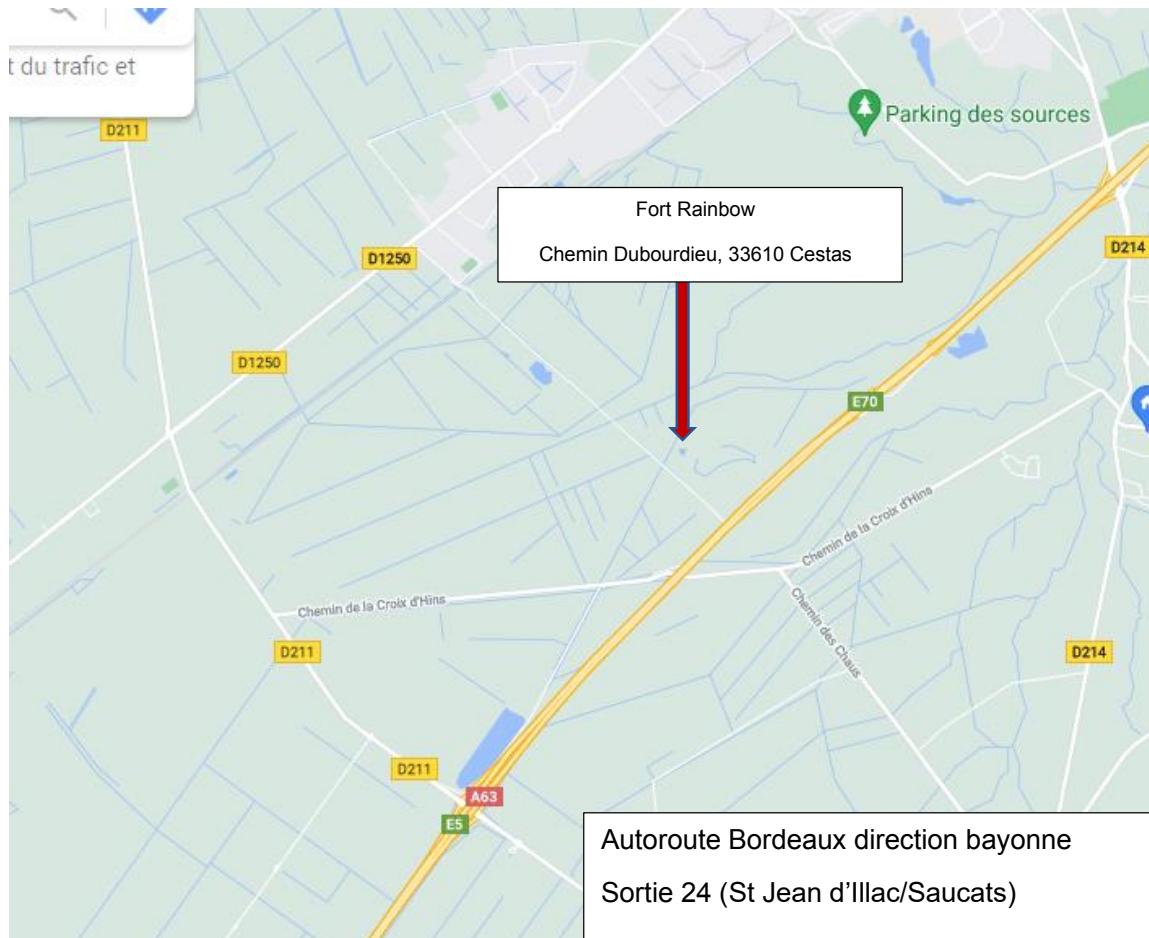 t du trafic et
D211
Parking des sources
Fort Rainbow
Chemin Dubourdieu, 33610 Cestas
D1250
D214
D1250
E70
Chemin de la Croix d'Hins
Chemin de la Croix d'Hins
Chemin des Chaus
D211
D214
D211
A63
E5
Autoroute Bordeaux direction bayonne
Sortie 24 (St Jean d’Illac/Saucats)